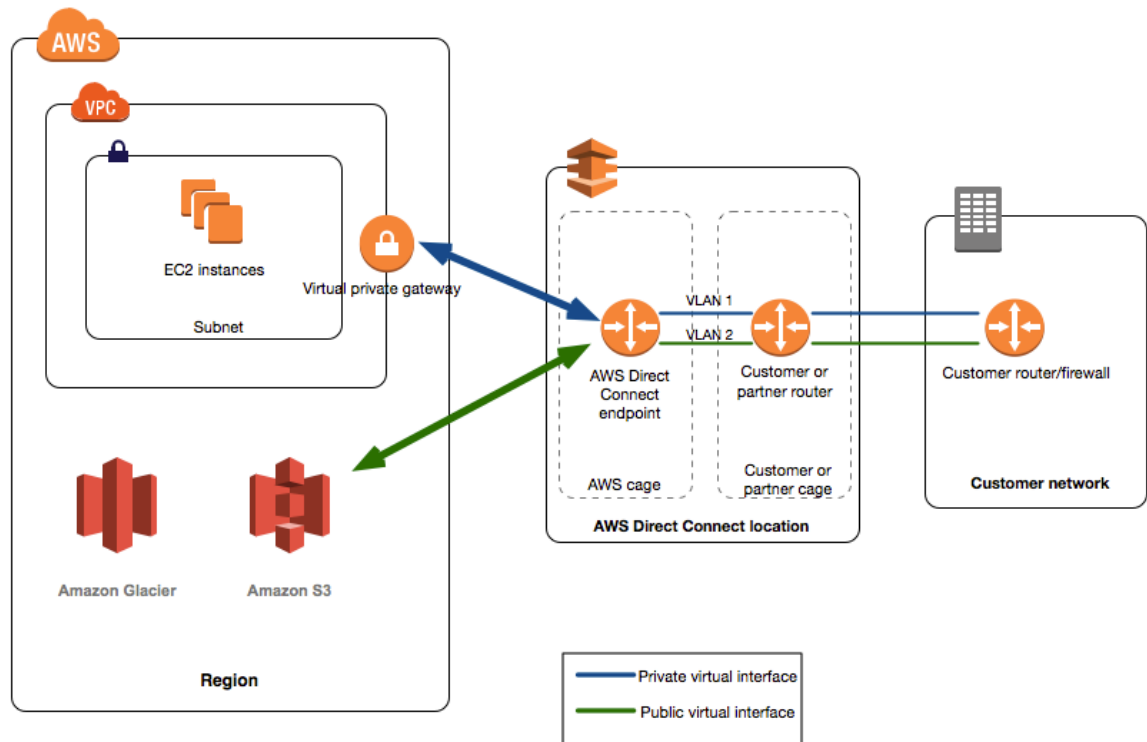 AWS
VPC
EC2 instances
Virtual private gateway
Subnet
Amazon Glacier
Amazon S3
Region
VLAN 1
VLAN 2
AWS Direct
Connect
endpoint
Customer or
partner router
AWS cage
Customer or
partner cage
AWS Direct Connect location
Customer router/firewall
Customer network
Private virtual interface
Public virtual interface